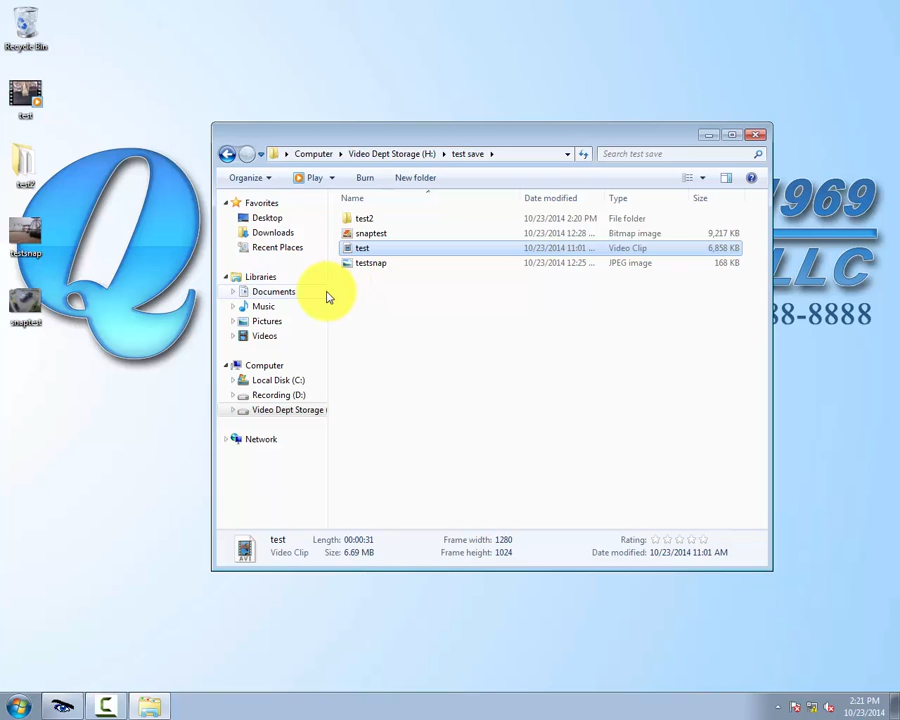 Recycle Bin
test
test2
testsnap
snaptest
Q
1969
LLC
88-8888
Computer
Video Dept Storage (H:)
test save
Search test save
Organize
Play
Burn
New folder
Name
Date modified
Type
Size
Favorites
Desktop
Downloads
Recent Places
Libraries
Documents
Music
Pictures
Videos
Computer
Local Disk (C:)
Recording (D:)
Video Dept Storage (
Network
test2 10/23/2014 2:20 PM File folder
snaptest 10/23/2014 12:28 ... Bitmap image 9,217 KB
test 10/23/2014 11:01 ... Video Clip 6,858 KB
testsnap 10/23/2014 12:25 ... JPEG image 168 KB
test Length: 00:00:31 Frame width: 1280 Rating:
Video Clip Size: 6.69 MB Frame height: 1024 Date modified: 10/23/2014 11:01 AM
AVI
2:21 PM
10/23/2014